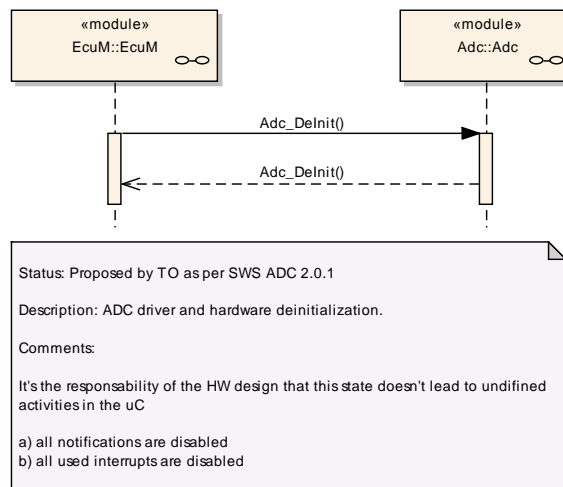 «module»
EcuM::EcuM
«module»
Adc::Adc
Adc_DeInit()
Adc_DeInit()
Status: Proposed by TO as per SWS ADC 2.0.1
Description: ADC driver and hardware deinitialization.
Comments:
It's the responsability of the HW design that this state doesn't lead to undifined
activities in the uC
a) all notifications are disabled
b) all used interrupts are disabled